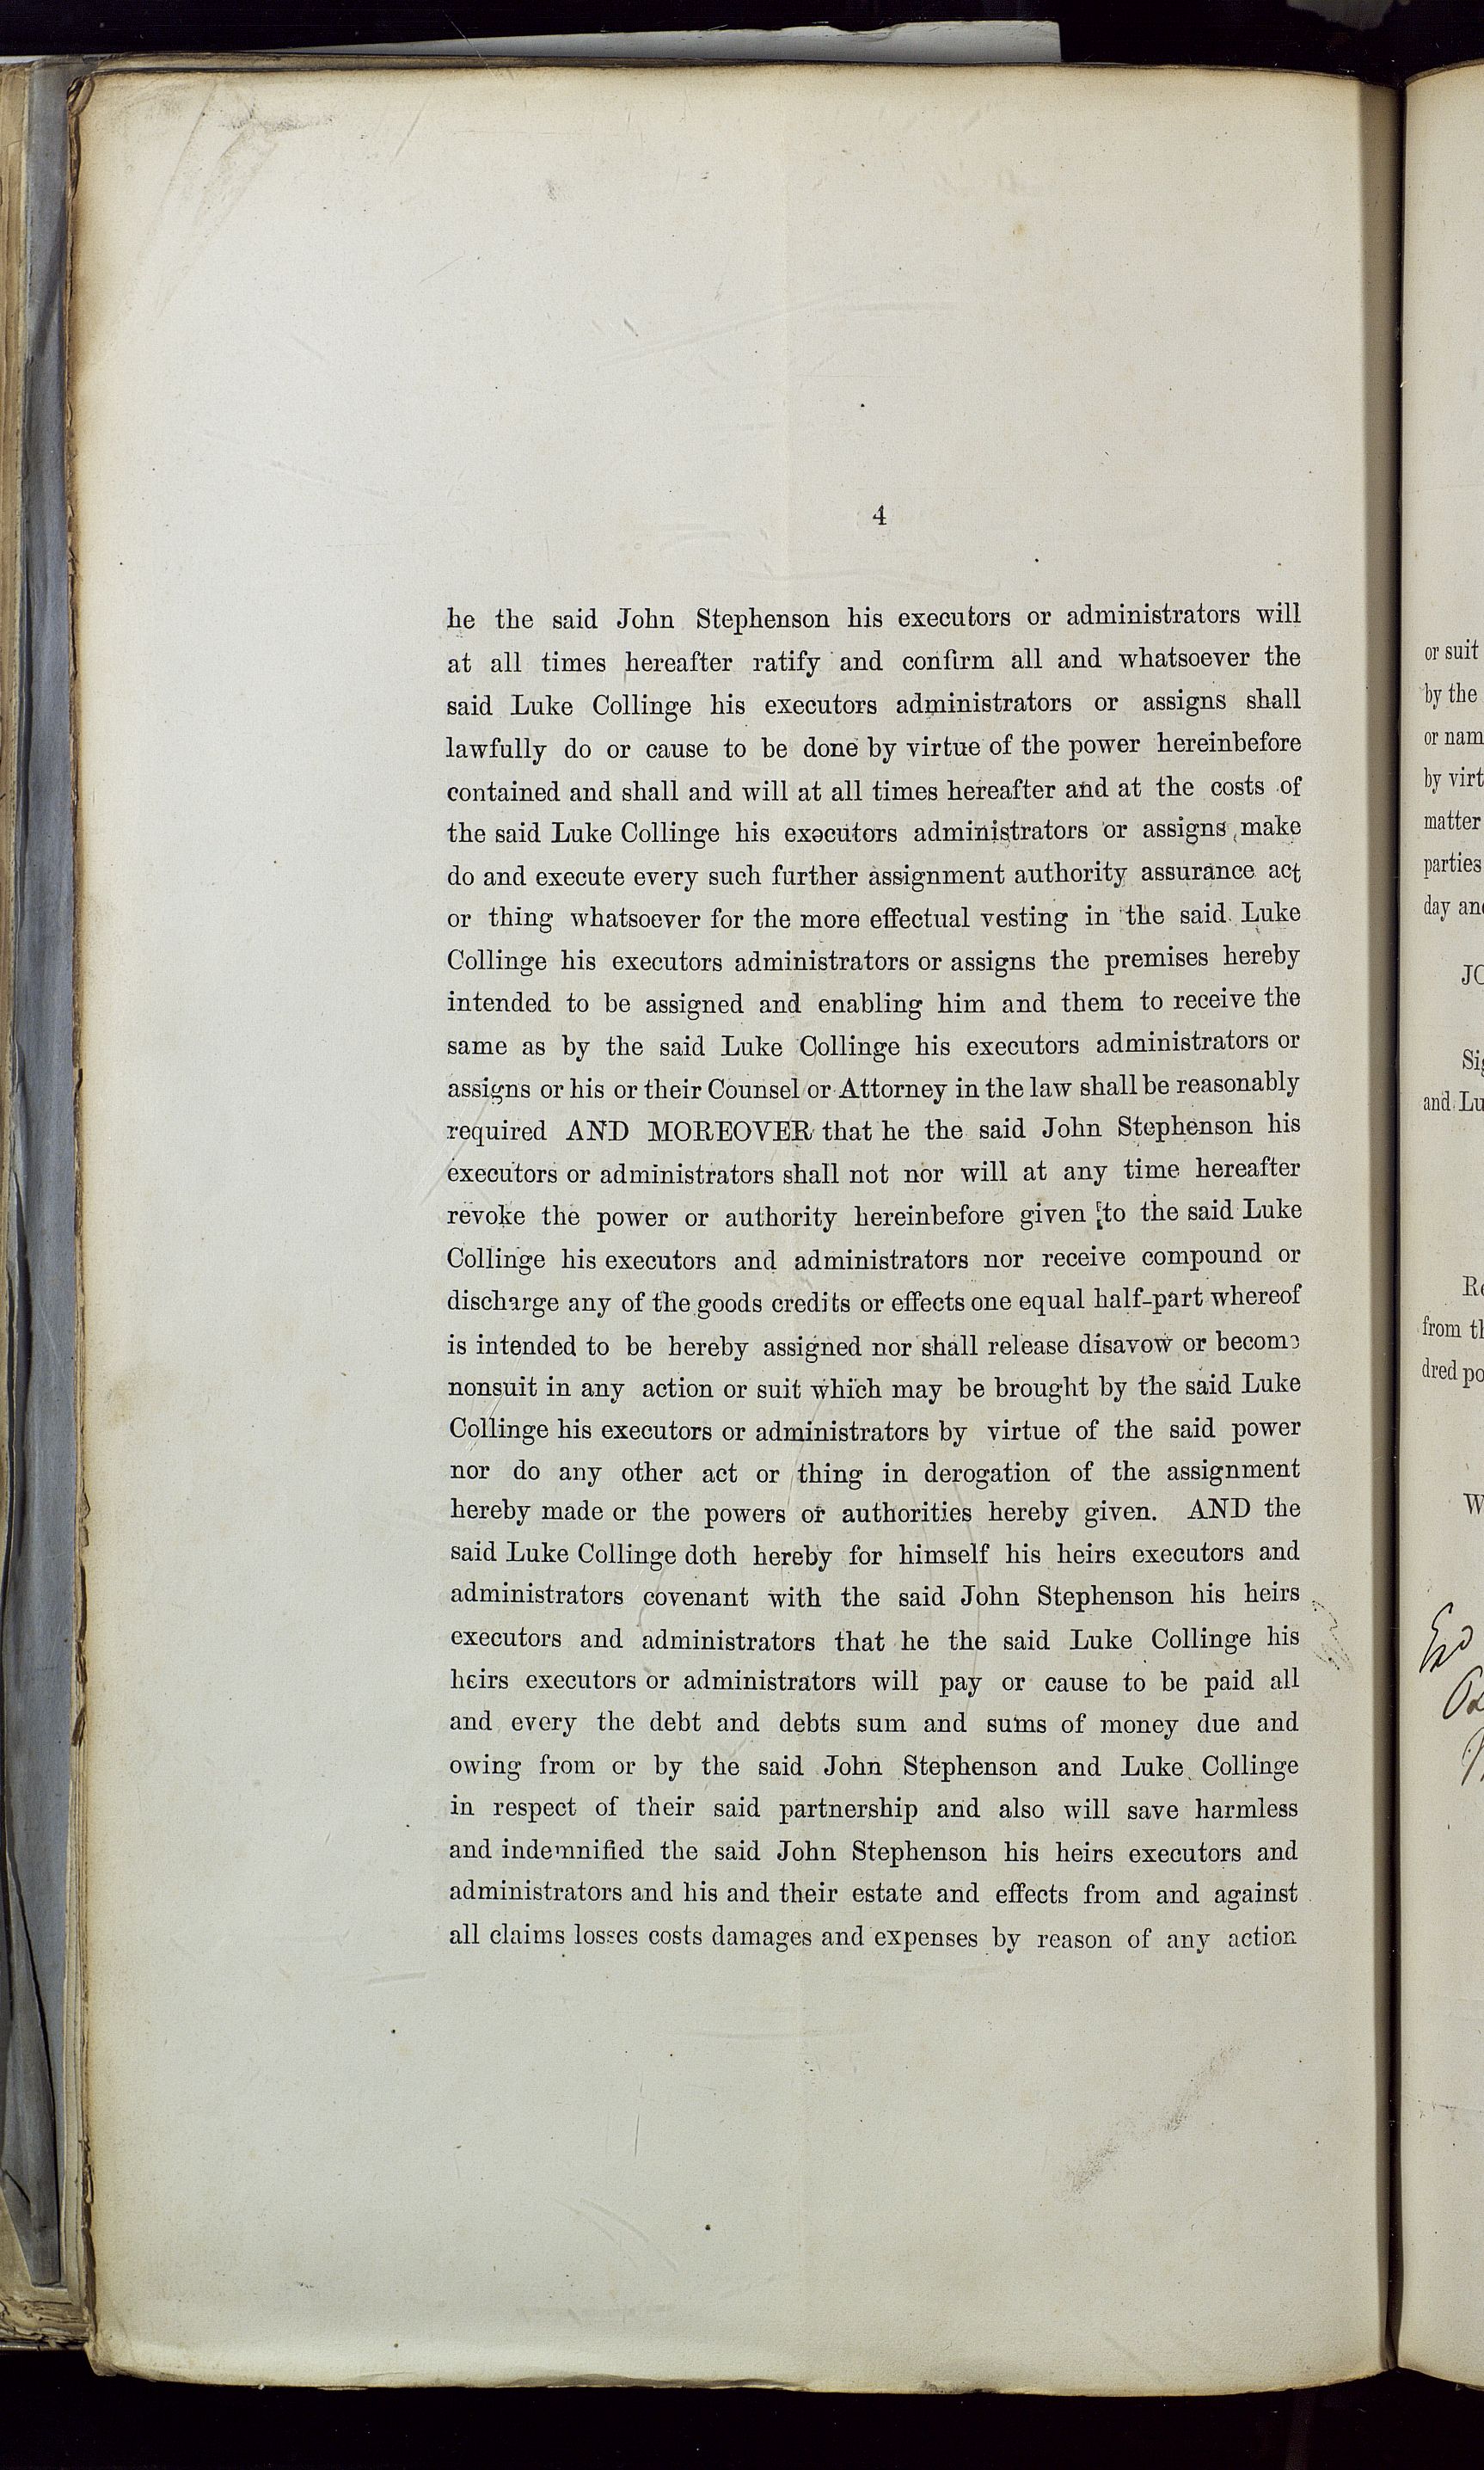 4
he the said John Stephenson his executors or administrators will
at all times hereafter ratify and confirm all and whatsoever the
said Luke Collinge his executors administrators or assigns shall
lawfully do or cause to be done by virtue of the power hereinbefore
contained and shall and will at all times hereafter and at the costs of
the said Luke Collinge his executors administrators or assigns make
do and execute every such further assignment authority assurance act
or thing whatsoever for the more effectual vesting in the said Luke
Collinge his executors administrators or assigns the premises hereby
intended to be assigned and enabling him and them to receive the
same as by the said Luke Collinge his executors administrators or
assigns or his or their Counsel or Attorney in the law shall be reasonably
required AND MOREOVER that he the said John Stephenson his
executors or administrators shall not nor will at any time hereafter
revoke the power or authority hereinbefore given to the said Luke
Collinge his executors and administrators nor receive compound or
discharge any of the goods credits or effects one equal half-part whereof
is intended to be hereby assigned nor shall release disavow or become
nonsuit in any action or suit which may be brought by the said Luke
Collinge his executors or administrators by virtue of the said power
nor do any other act or thing in derogation of the assignment
hereby made or the powers or authorities hereby given. AND the
said Luke Collinge doth hereby for himself his heirs executors and
administrators covenant with the said John Stephenson his heirs
executors and administrators that he the said Luke Collinge his
heirs executors or administrators will pay or cause to be paid all
and every the debt and debts sum and sums of money due and
owing from or by the said John Stephenson and Luke Collinge
in respect of their said partnership and also will save harmless
and indemnified the said John Stephenson his heirs executors and
administrators and his and their estate and effects from and against
all claims losses costs damages and expenses by reason of any action
or suit
by the
or nam
by virt
matter
parties
day an
JO
Sig
and Lu
Re
from th
dred po
W